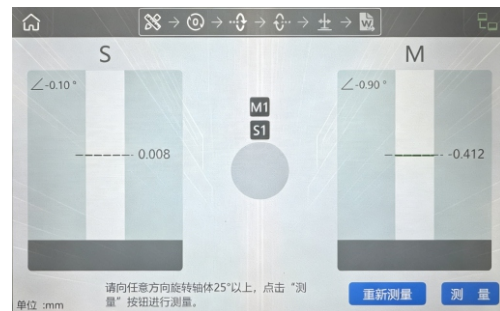 S
M
∠-0.10 °
∠-0.90 °
M1
S1
0.008
-0.412
请向任意方向旋转轴体25°以上，点击“测
量”按钮进行测量。
重新测量
测 量
单位 :mm